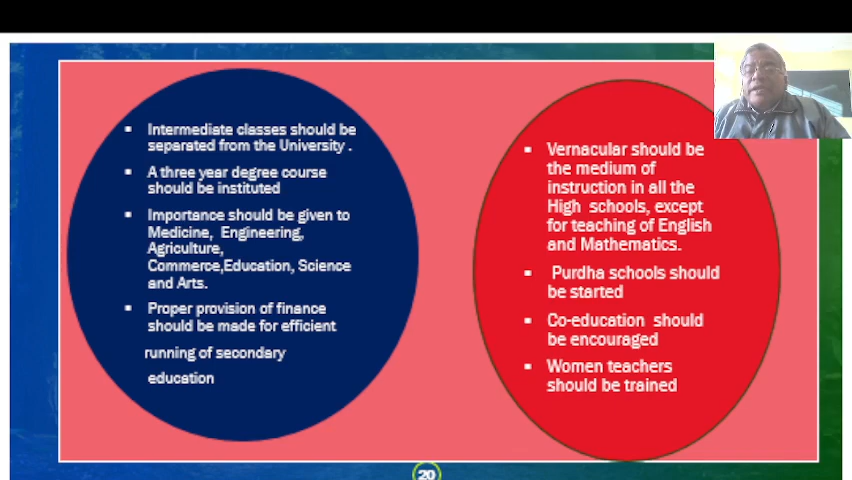 ▪ Intermediate classes should be
separated from the University .
▪ A three year degree course
should be instituted
▪ Importance should be given to
Medicine, Engineering,
Agriculture,
Commerce,Education, Science
and Arts.
▪ Proper provision of finance
should be made for efficient
running of secondary
education
▪ Vernacular should be
the medium of
instruction in all the
High schools, except
for teaching of English
and Mathematics.
▪ Purdha schools should
be started
▪ Co-education should
be encouraged
▪ Women teachers
should be trained
20